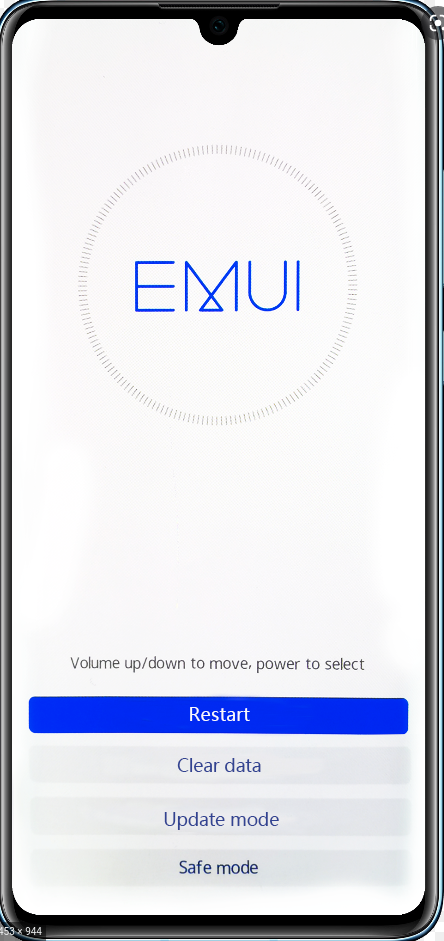 EMUI
Volume up/down to move, power to select
Restart
Clear data
Update mode
Safe mode
453 × 944